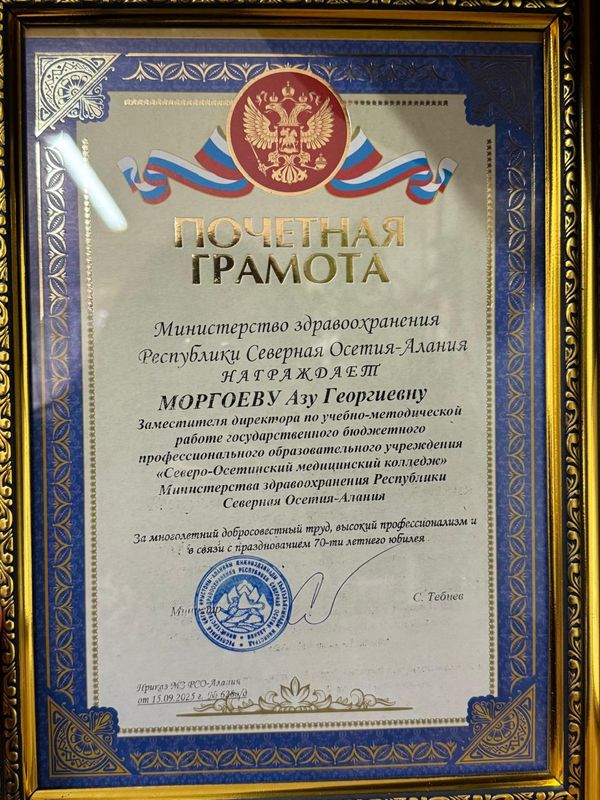 ПОЧЕТНАЯ
ГРАМОТА
Министерство здравоохранения
Республики Северная Осетия-Алания
НАГРАЖДАЕТ
МОРГОЕВУ Азу Георгиевну
Заместителя директора по учебно-методической
работе государственного бюджетного
профессионального образовательного учреждения
«Северо-Осетинский медицинский колледж»
Министерства здравоохранения Республики
Северная Осетия-Алания
За многолетний добросовестный труд, высокий профессионализм и
в связи с празднованием 70-ти летнего юбилея
Министр
С. Тебиев
Приказ МЗ РСО-Алания
от 15.09.2025 г. №